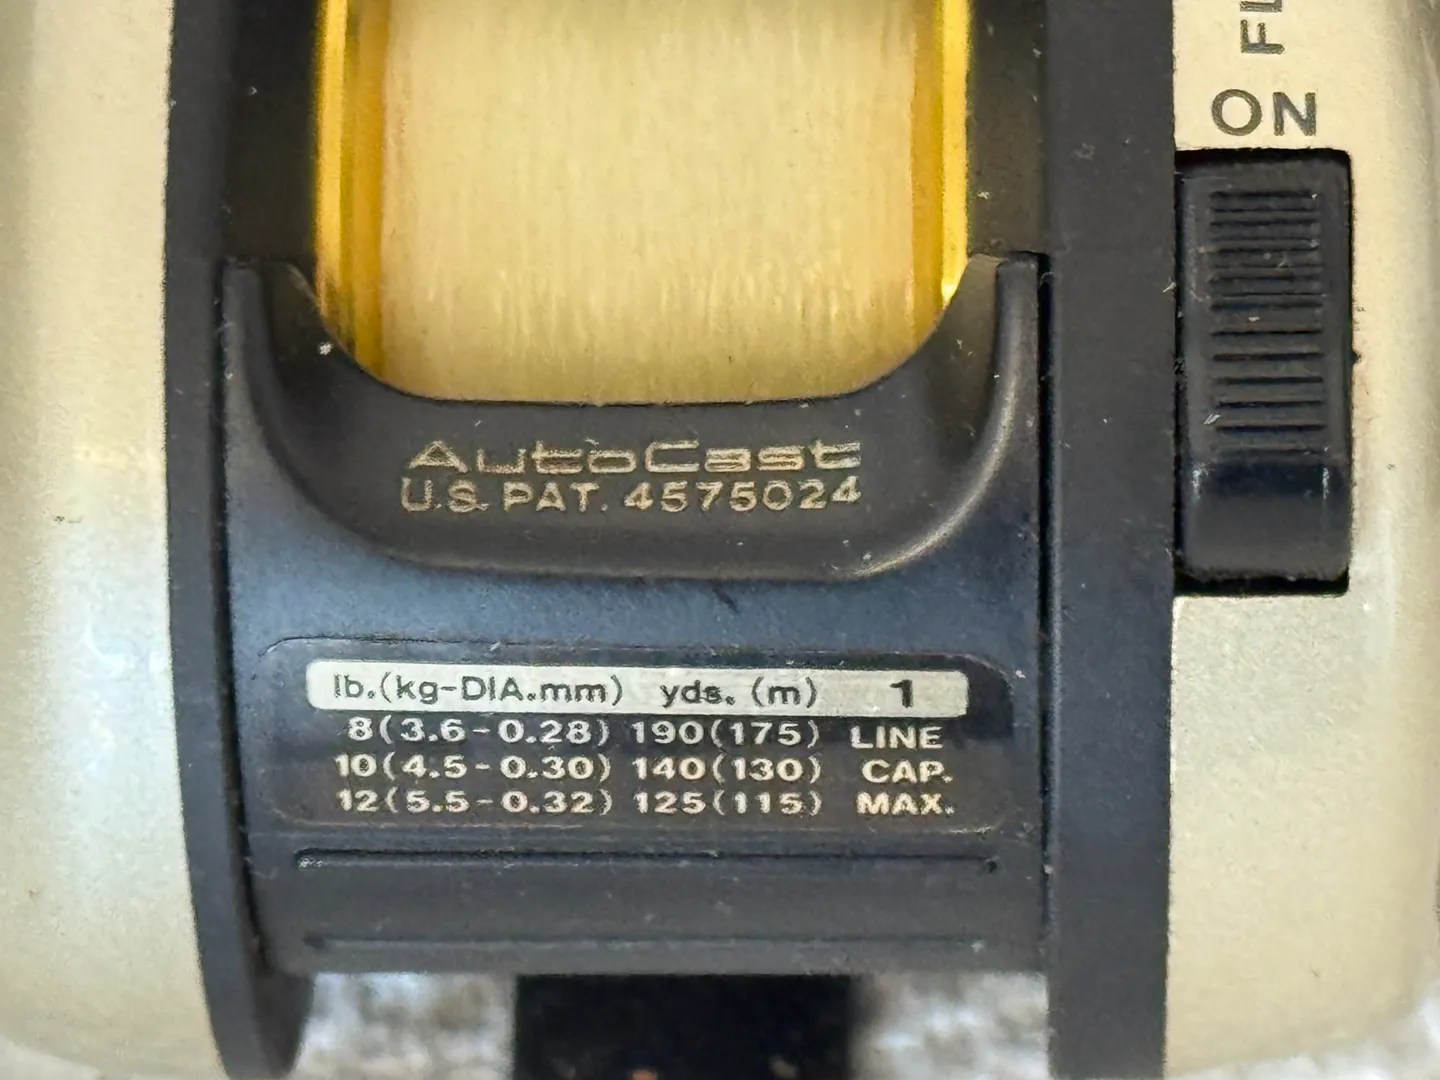 FL
ON
AutoCast
U.S. PAT. 4575024
lb.(kg-DIA.mm) yds. (m) 1
8(3.6-0.28) 190(175) LINE
10(4.5-0.30) 140(130) CAP.
12(5.5-0.32) 125(115) MAX.